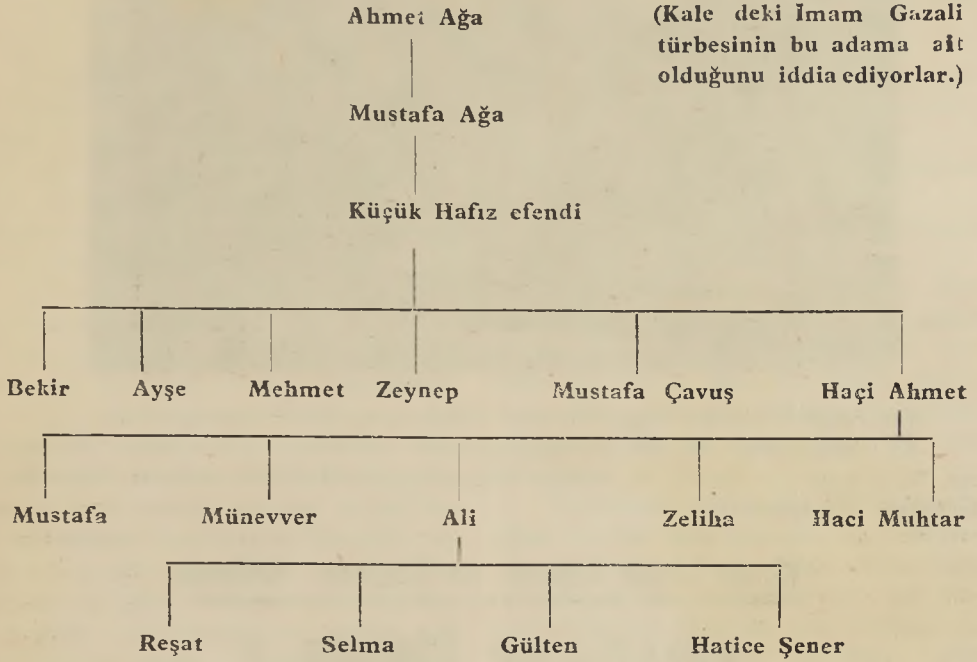 Ahmet Ağa
(Kale deki İmam Gazali
türbesinin bu adama ait
olduğunu iddia ediyorlar.)
Mustafa Ağa
Küçük Hafız efendi
Bekir Ayşe Mehmet Zeynep Mustafa Çavuş Haçi Ahmet
Mustafa Münevver Ali Zeliha Haci Muhtar
Reşat Selma Gülten Hatice Şener